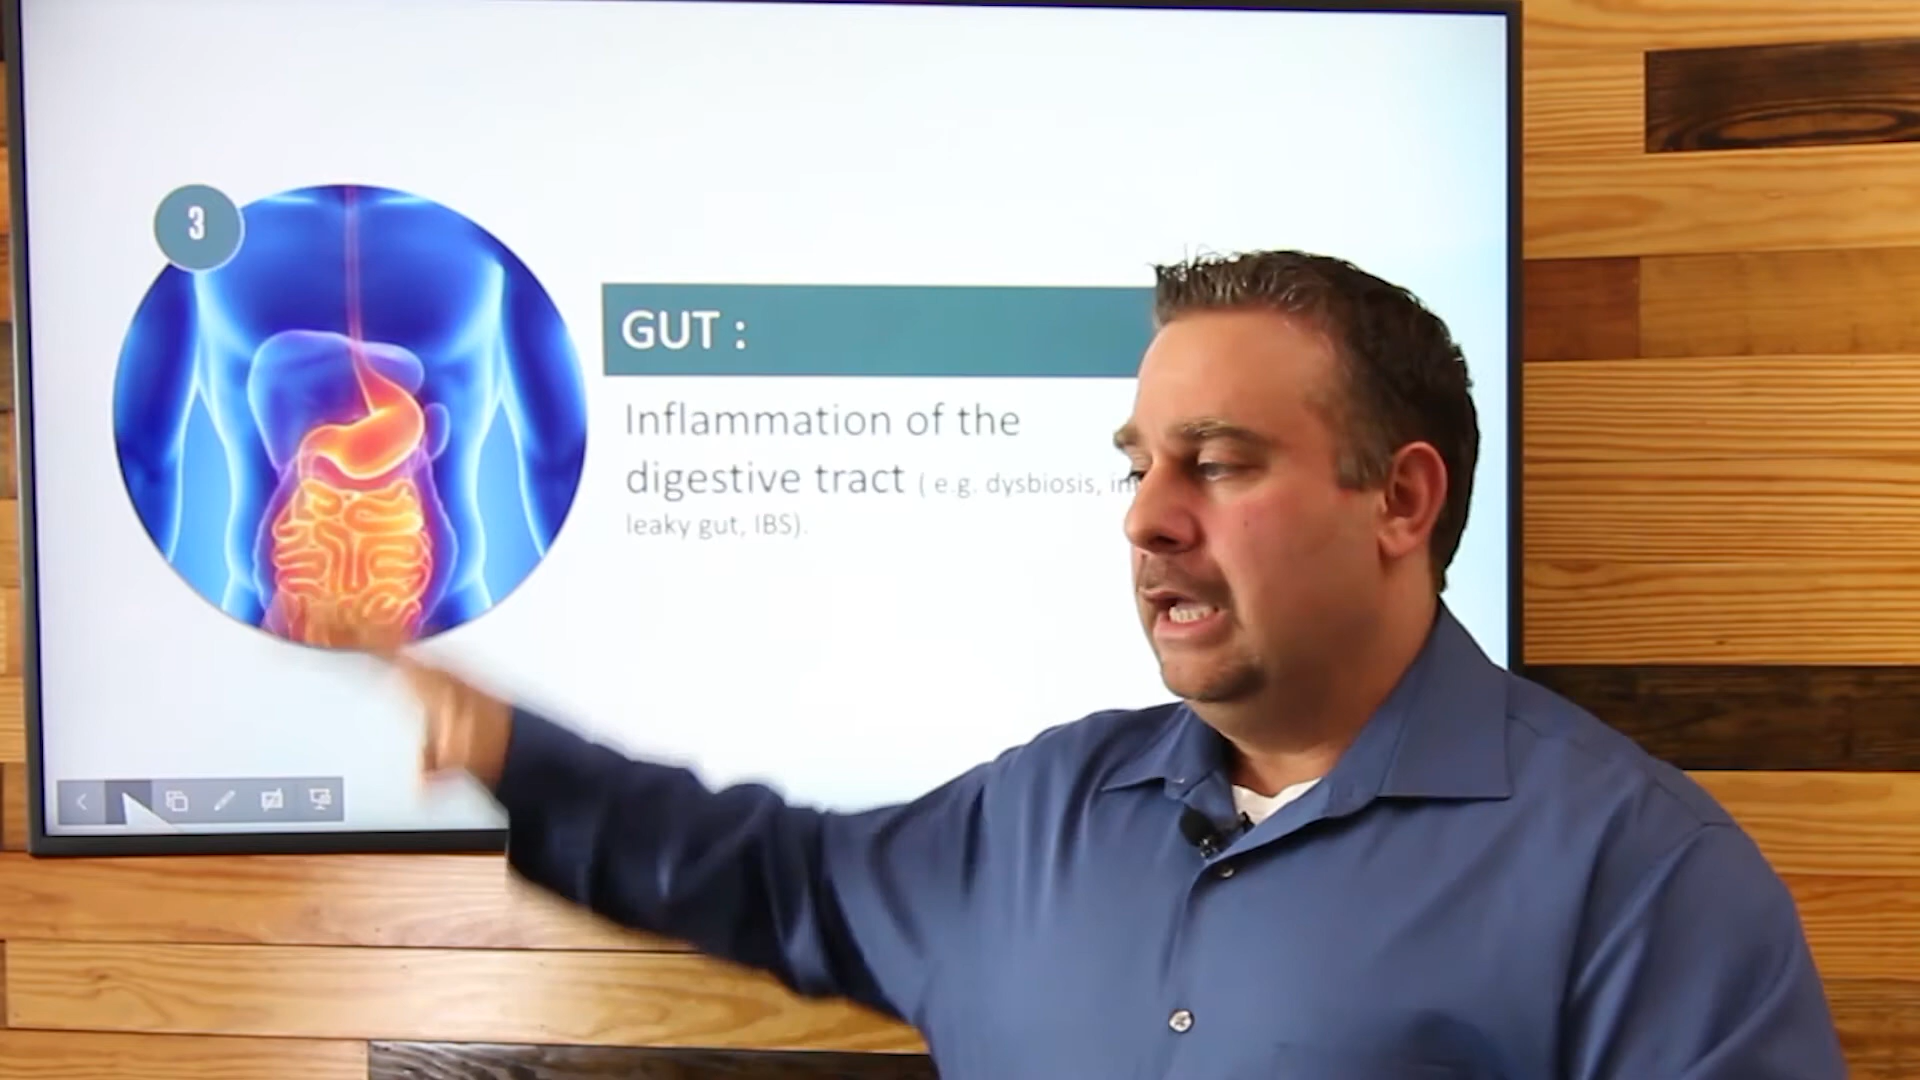 3
GUT :
Inflammation of the
digestive tract ( e.g. dysbiosis,
leaky gut, IBS).